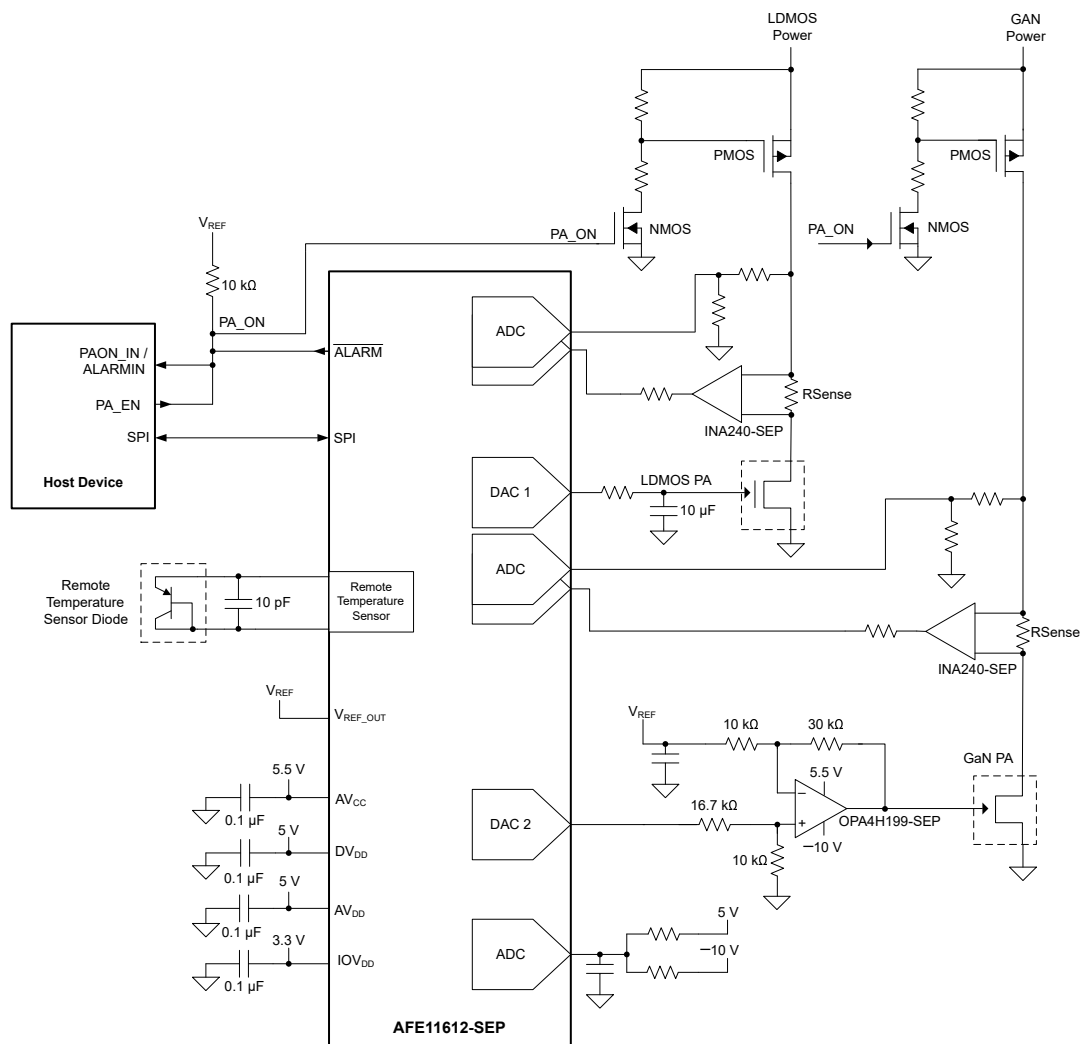 LDMOS
Power
GAN
Power
PMOS
PMOS
NMOS
NMOS
PA_ON
PA_ON
VREF
10 kΩ
PA_ON
PAON_IN /
ALARMIN
PA_EN
SPI
Host Device
ALARM
SPI
ADC
RSense
INA240-SEP
DAC 1
LDMOS PA
10 µF
ADC
Remote
Temperature
Sensor Diode
10 pF
Remote
Temperature
Sensor
RSense
INA240-SEP
VREF
VREF_OUT
VREF
10 kΩ
30 kΩ
GaN PA
5.5 V
−
+
OPA4H199-SEP
−10 V
DAC 2
16.7 kΩ
10 kΩ
5.5 V
AVCC
0.1 µF
5 V
DVDD
0.1 µF
5 V
AVDD
0.1 µF
3.3 V
IOVDD
0.1 µF
ADC
5 V
−10 V
AFE11612-SEP